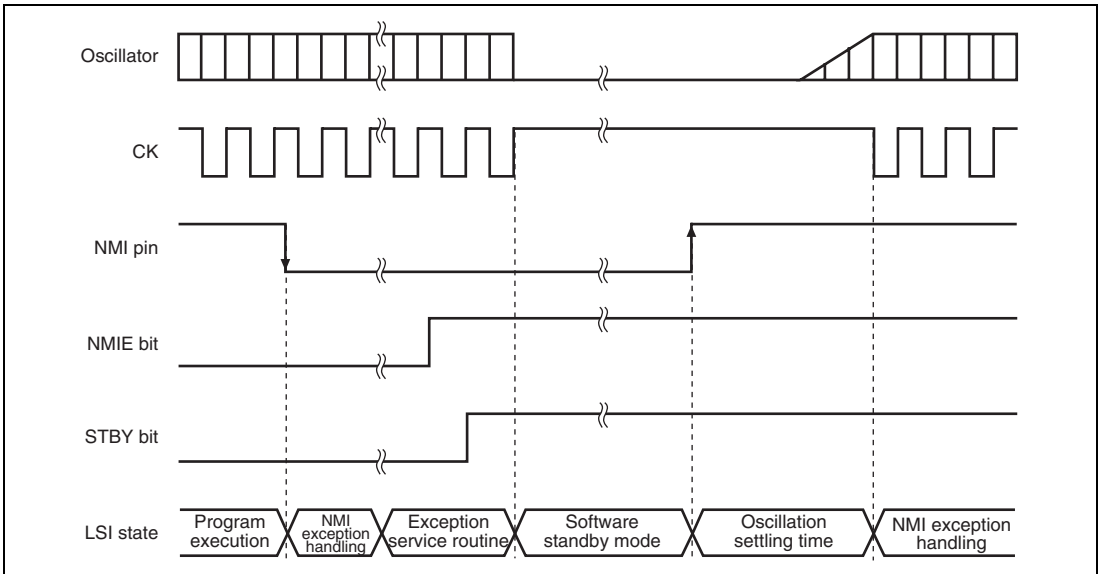 Oscillator
CK
NMI pin
NMIE bit
STBY bit
LSI state
Program
execution
NMI
exception
handling
Exception
service routine
Software
standby mode
Oscillation
settling time
NMI exception
handling